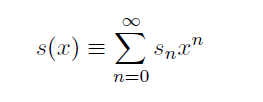 s(x) ≡ ∑_{n=0}^{∞} s_n x^n